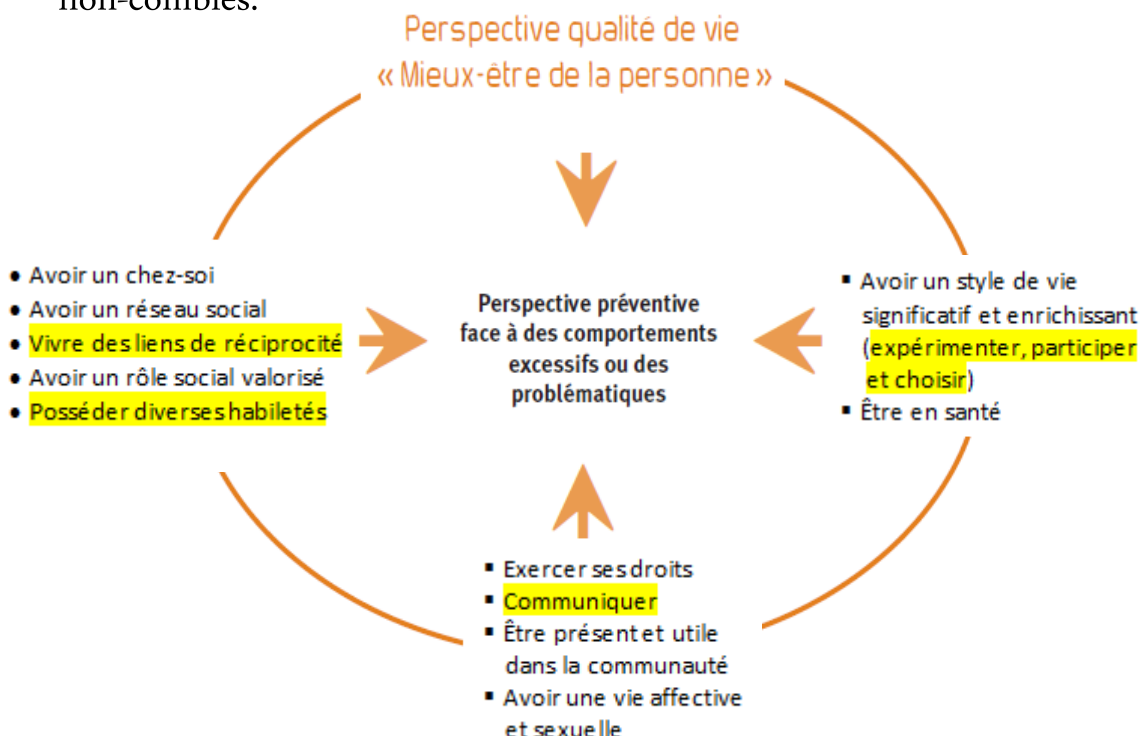 non-comblés.
Perspective qualité de vie
« Mieux-être de la personne »
• Avoir un chez-soi
• Avoir un réseau social
• Vivre des liens de réciprocité
• Avoir un rôle social valorisé
• Posséder diverses habiletés
Perspective préventive
face à des comportements
excessifs ou des
problématiques
▪ Avoir un style de vie
significatif et enrichissant
(expérimenter, participer
et choisir)
▪ Être en santé
▪ Exercer ses droits
▪ Communiquer
▪ Être présent et utile
dans la communauté
▪ Avoir une vie affective
et sexuelle